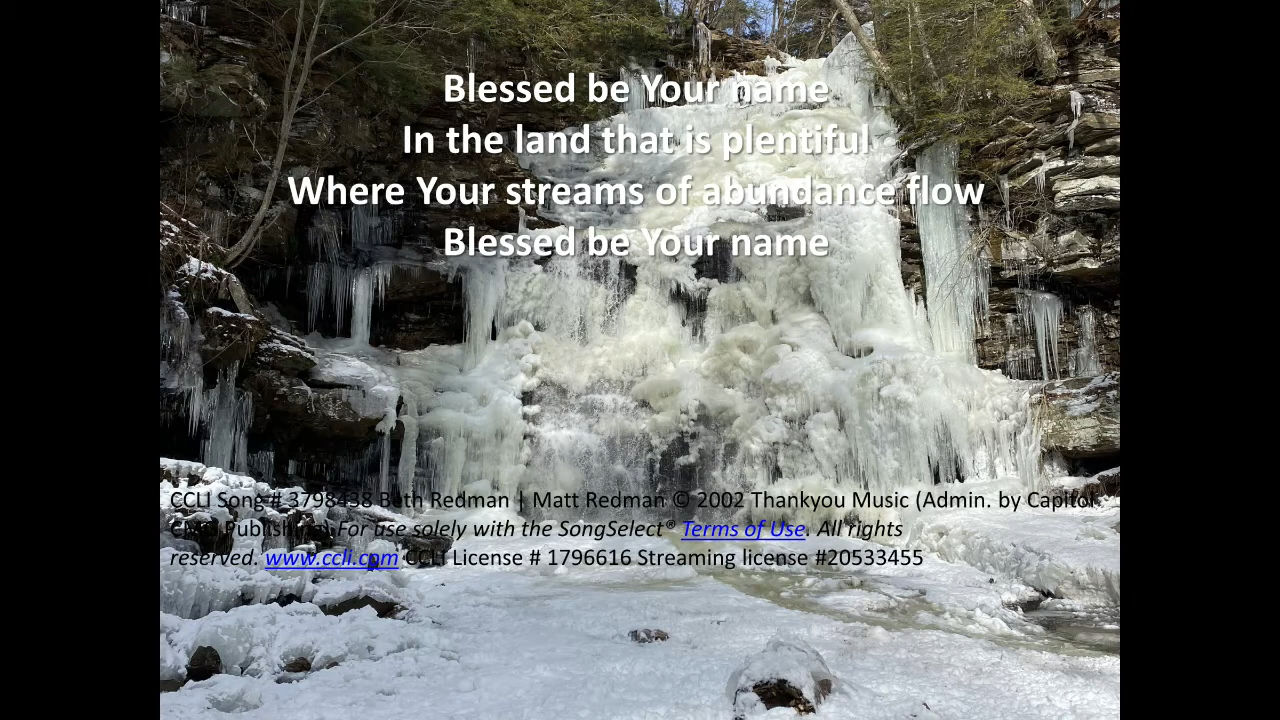 Blessed be Your name
In the land that is plentiful
Where Your streams of abundance flow
Blessed be Your name
CCLI Song # 3798438 Beth Redman | Matt Redman © 2002 Thankyou Music (Admin. by Capitol
CMG Publishing) For use solely with the SongSelect® Terms of Use. All rights
reserved. www.ccli.com CCLI License # 1796616 Streaming license #20533455